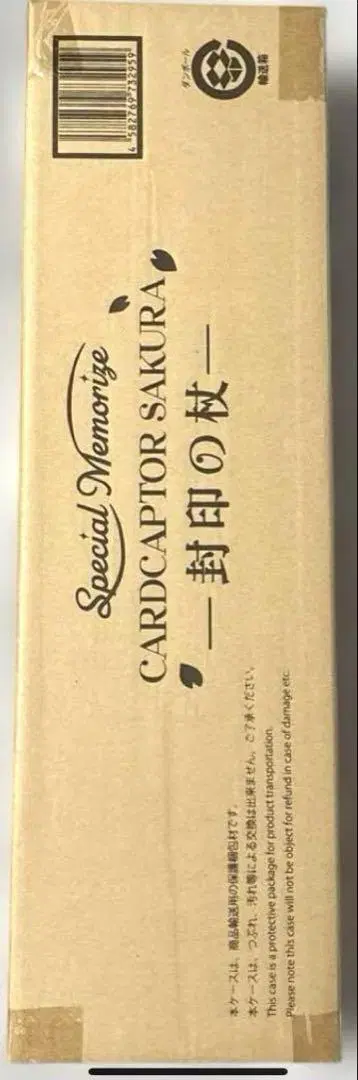 4 582769 732959
ダンボール
輸送箱
Special Memorize
CARDCAPTOR SAKURA
—封印の杖—
本ケースは、商品輸送用の保護梱包材です。
本ケースは、つぶれ、汚れ等による交換は出来ません。ご了承ください。
This case is a protective package for product transportation.
Please note this case will not be object for refund in case of damage etc.